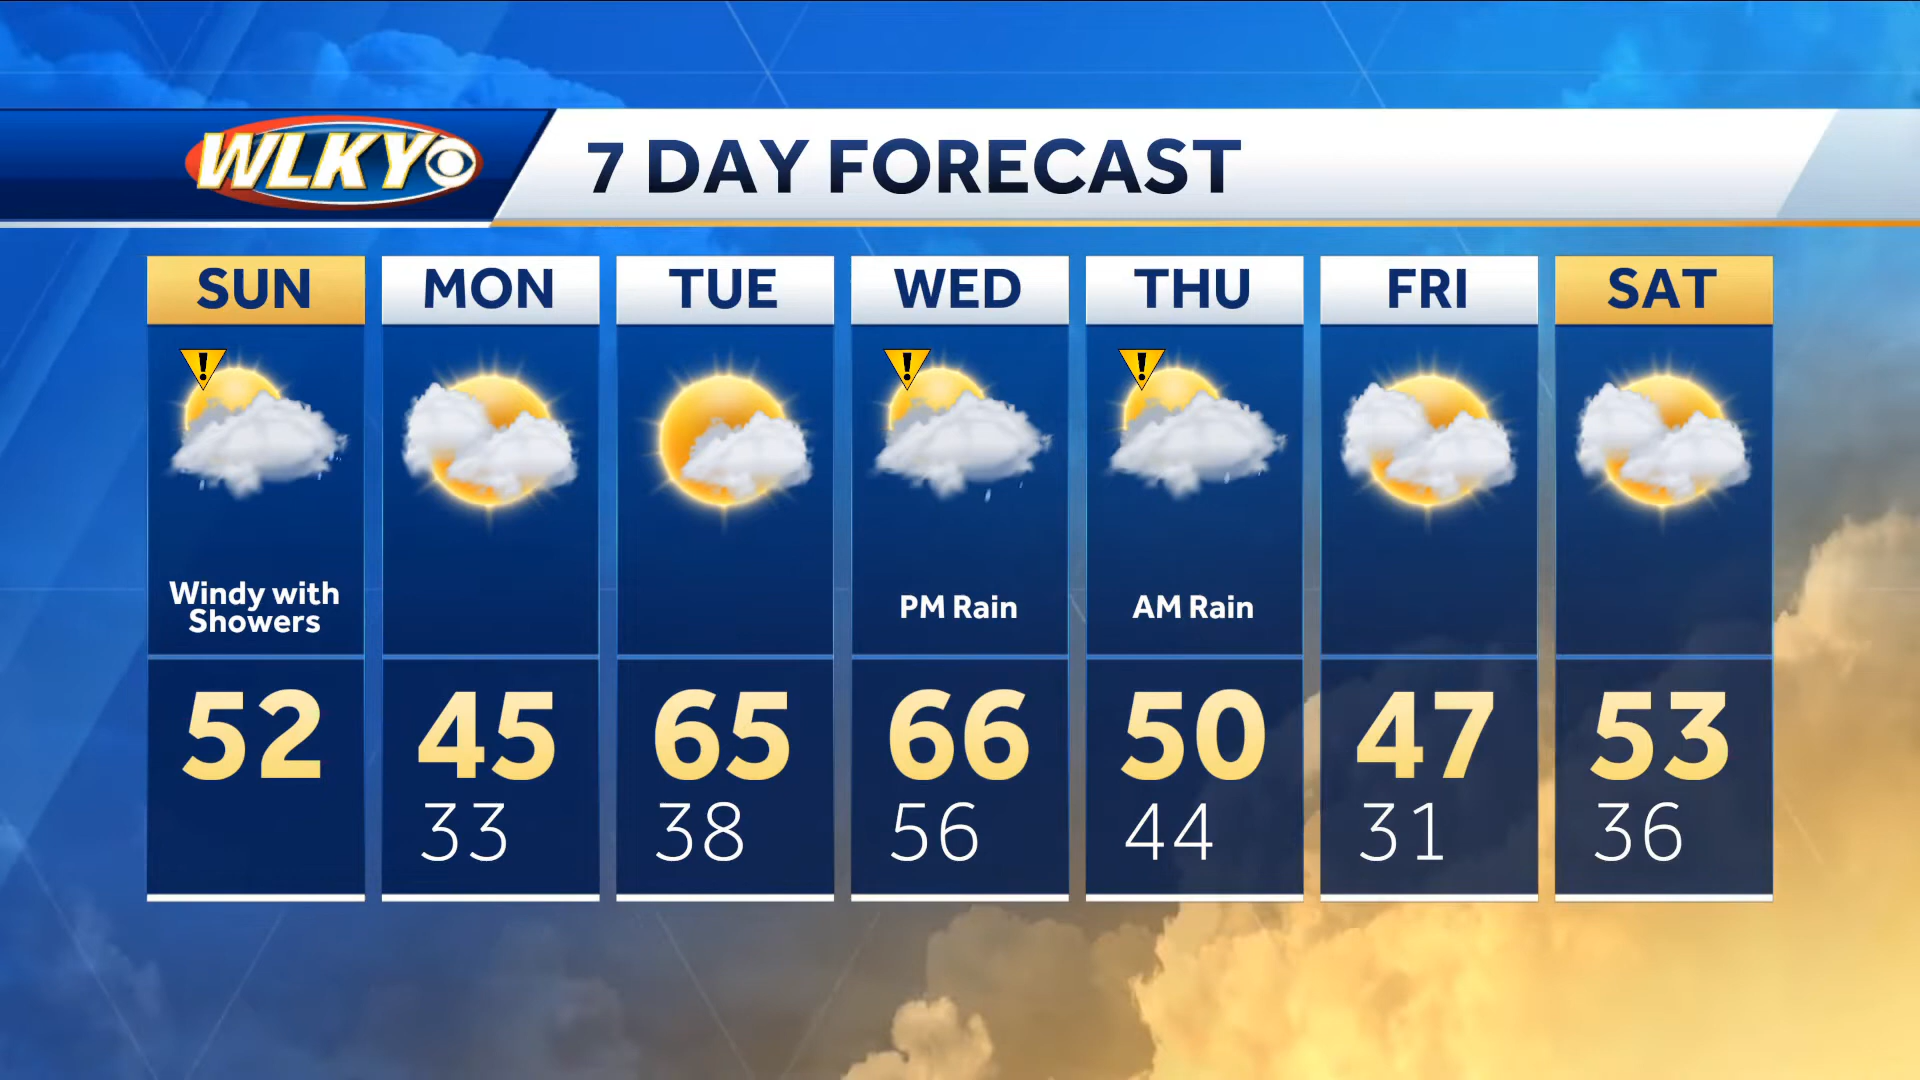 WLKY
7 DAY FORECAST
SUN
MON
TUE
WED
THU
FRI
SAT
!
!
!
Windy with
Showers
PM Rain
AM Rain
52
45
65
66
50
47
53
33
38
56
44
31
36